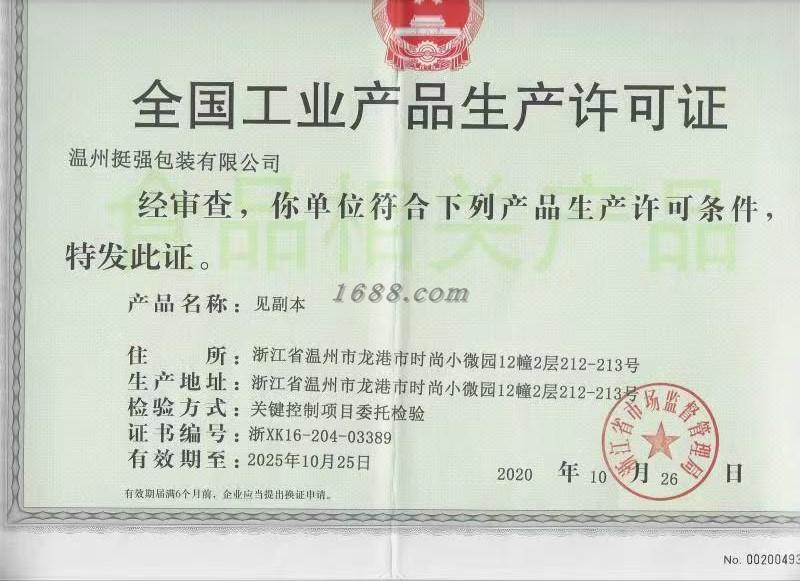 全国工业产品生产许可证
温州挺强包装有限公司
食品相关产品
经审查，你单位符合下列产品生产许可条件，
特发此证。
1688.com
产品名称：见副本
住 所：浙江省温州市龙港市时尚小微园12幢2层212-213号
生产地址：浙江省温州市龙港市时尚小微园12幢2层212-213号
检验方式：关键控制项目委托检验
证书编号：浙XK16-204-03389
有效期至：2025年10月25日
浙江省市场监督管理局
2020 年 10 月 26 日
有效期届满6个月前，企业应当提出换证申请。
No. 00200493